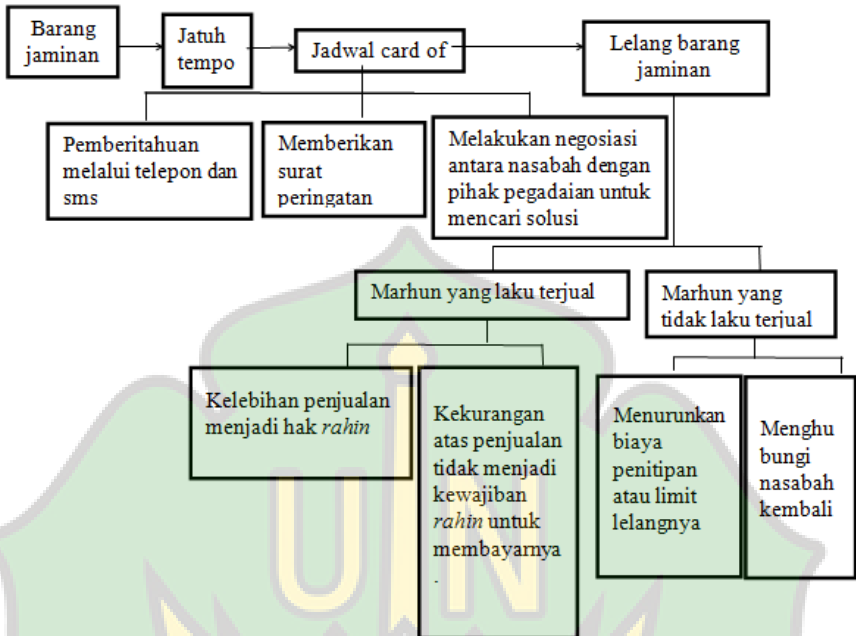 Barang
jaminan
Jatuh
tempo
Jadwal card of
Lelang barang
jaminan
Pemberitahuan
melalui telepon dan
sms
Memberikan
surat
peringatan
Melakukan negosiasi
antara nasabah dengan
pihak pegadaian untuk
mencari solusi
Marhun yang laku terjual
Marhun yang
tidak laku terjual
Kelebihan penjualan
menjadi hak rahin
Kekurangan
atas penjualan
tidak menjadi
kewajiban
rahin untuk
membayarnya
.
Menurunkan
biaya
penitipan
atau limit
lelangnya
Menghu
bungi
nasabah
kembali
UIN